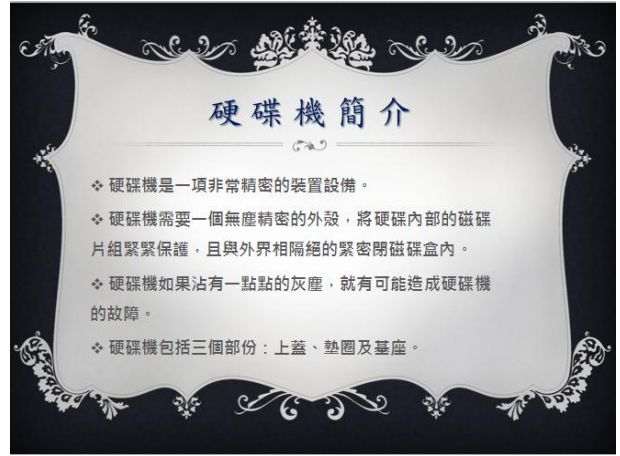 硬碟機簡介
❖ 硬碟機是一項非常精密的裝置設備。
❖ 硬碟機需要一個無塵精密的外殼，將硬碟內部的磁碟
片組緊緊保護，且與外界相隔絕的緊密閉磁碟盒內。
❖ 硬碟機如果沾有一點點的灰塵，就有可能造成硬碟機
的故障。
❖ 硬碟機包括三個部份：上蓋、墊圈及基座。